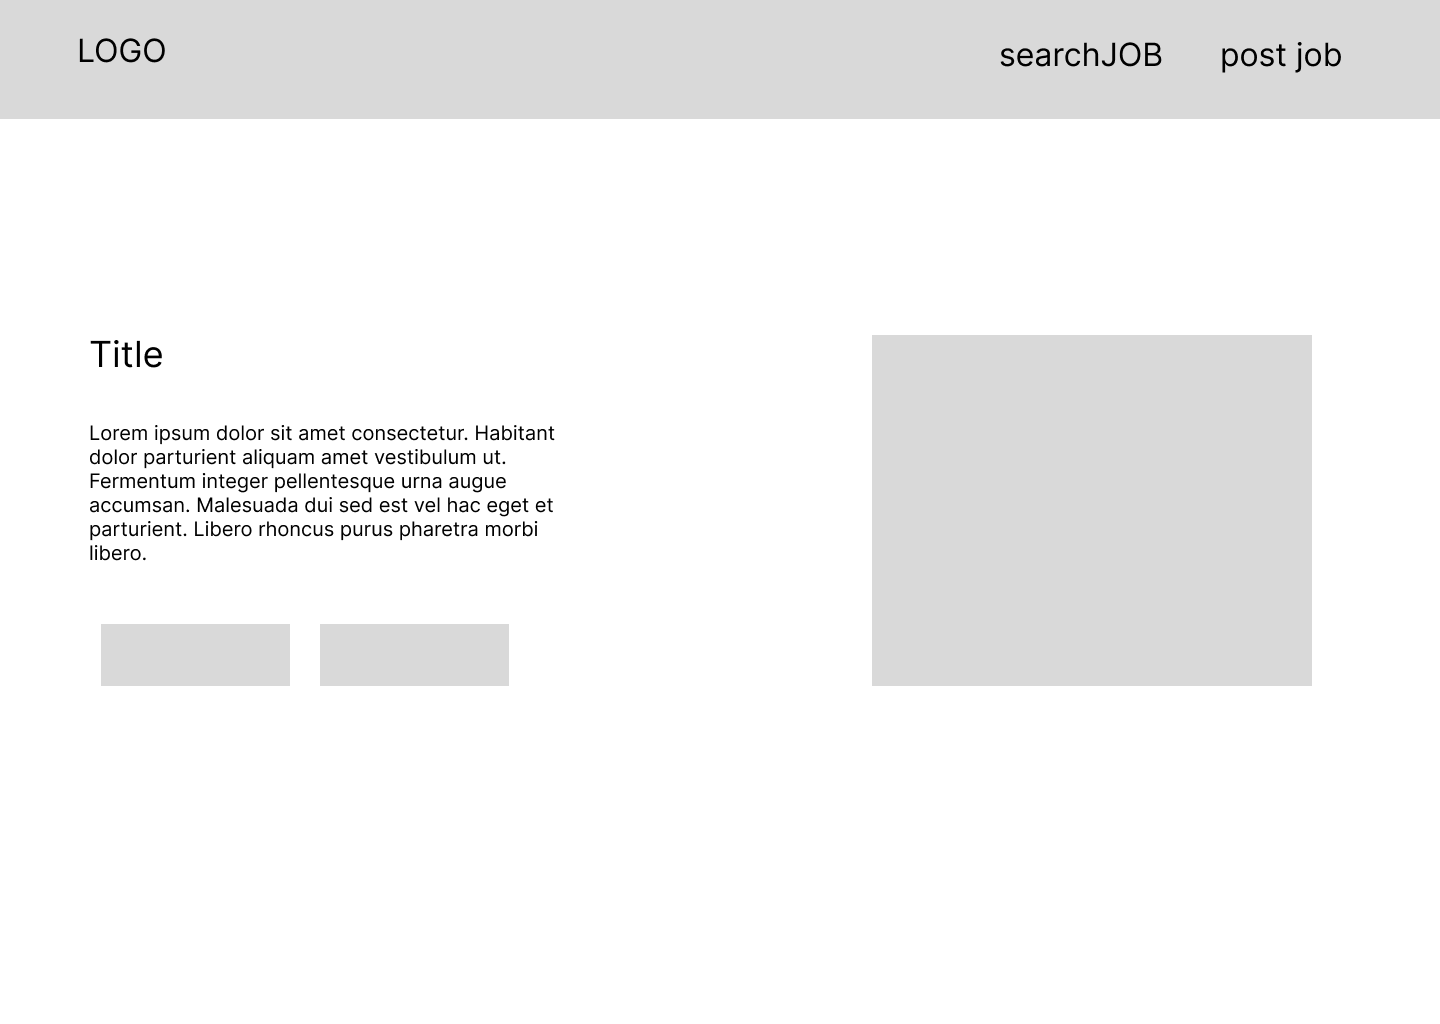 LOGO
searchJOB
post job
Title
Lorem ipsum dolor sit amet consectetur. Habitant
dolor parturient aliquam amet vestibulum ut.
Fermentum integer pellentesque urna augue
accumsan. Malesuada dui sed est vel hac eget et
parturient. Libero rhoncus purus pharetra morbi
libero.